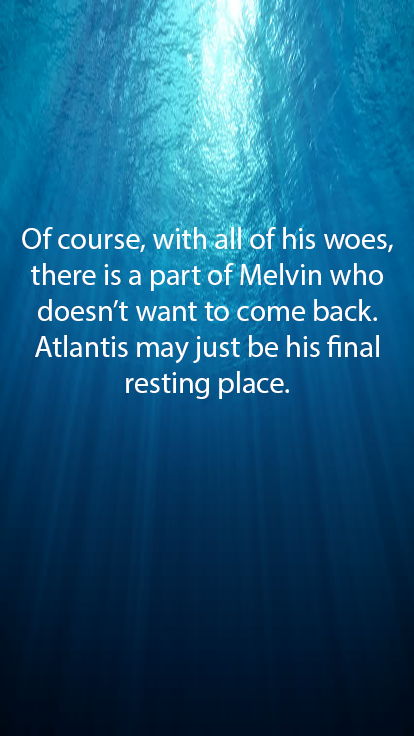 Of course, with all of his woes,
there is a part of Melvin who
doesn’t want to come back.
Atlantis may just be his final
resting place.